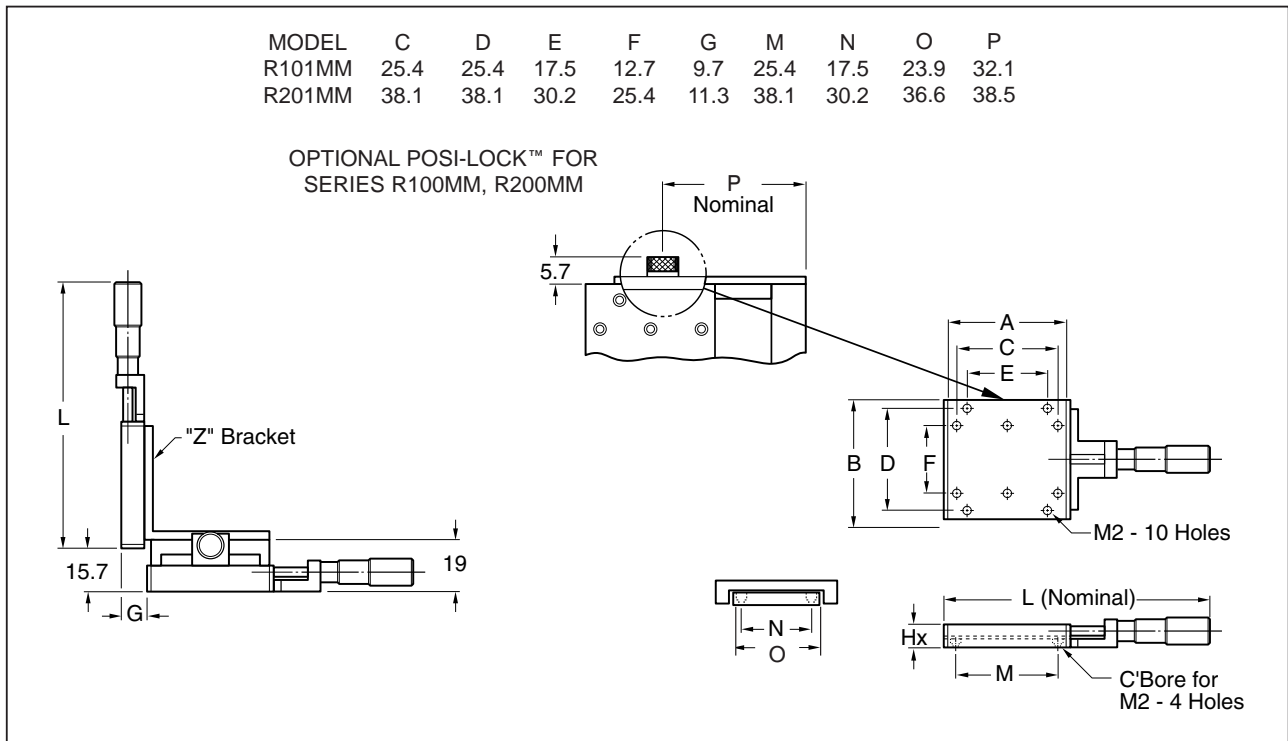 MODEL C D E F G M N O P
R101MM 25.4 25.4 17.5 12.7 9.7 25.4 17.5 23.9 32.1
R201MM 38.1 38.1 30.2 25.4 11.3 38.1 30.2 36.6 38.5
OPTIONAL POSI-LOCK™ FOR
SERIES R100MM, R200MM
P
Nominal
5.7
L
"Z" Bracket
15.7
G
19
A
C
E
B
D
F
M2 - 10 Holes
N
O
L (Nominal)
Hx
M
C'Bore for
M2 - 4 Holes